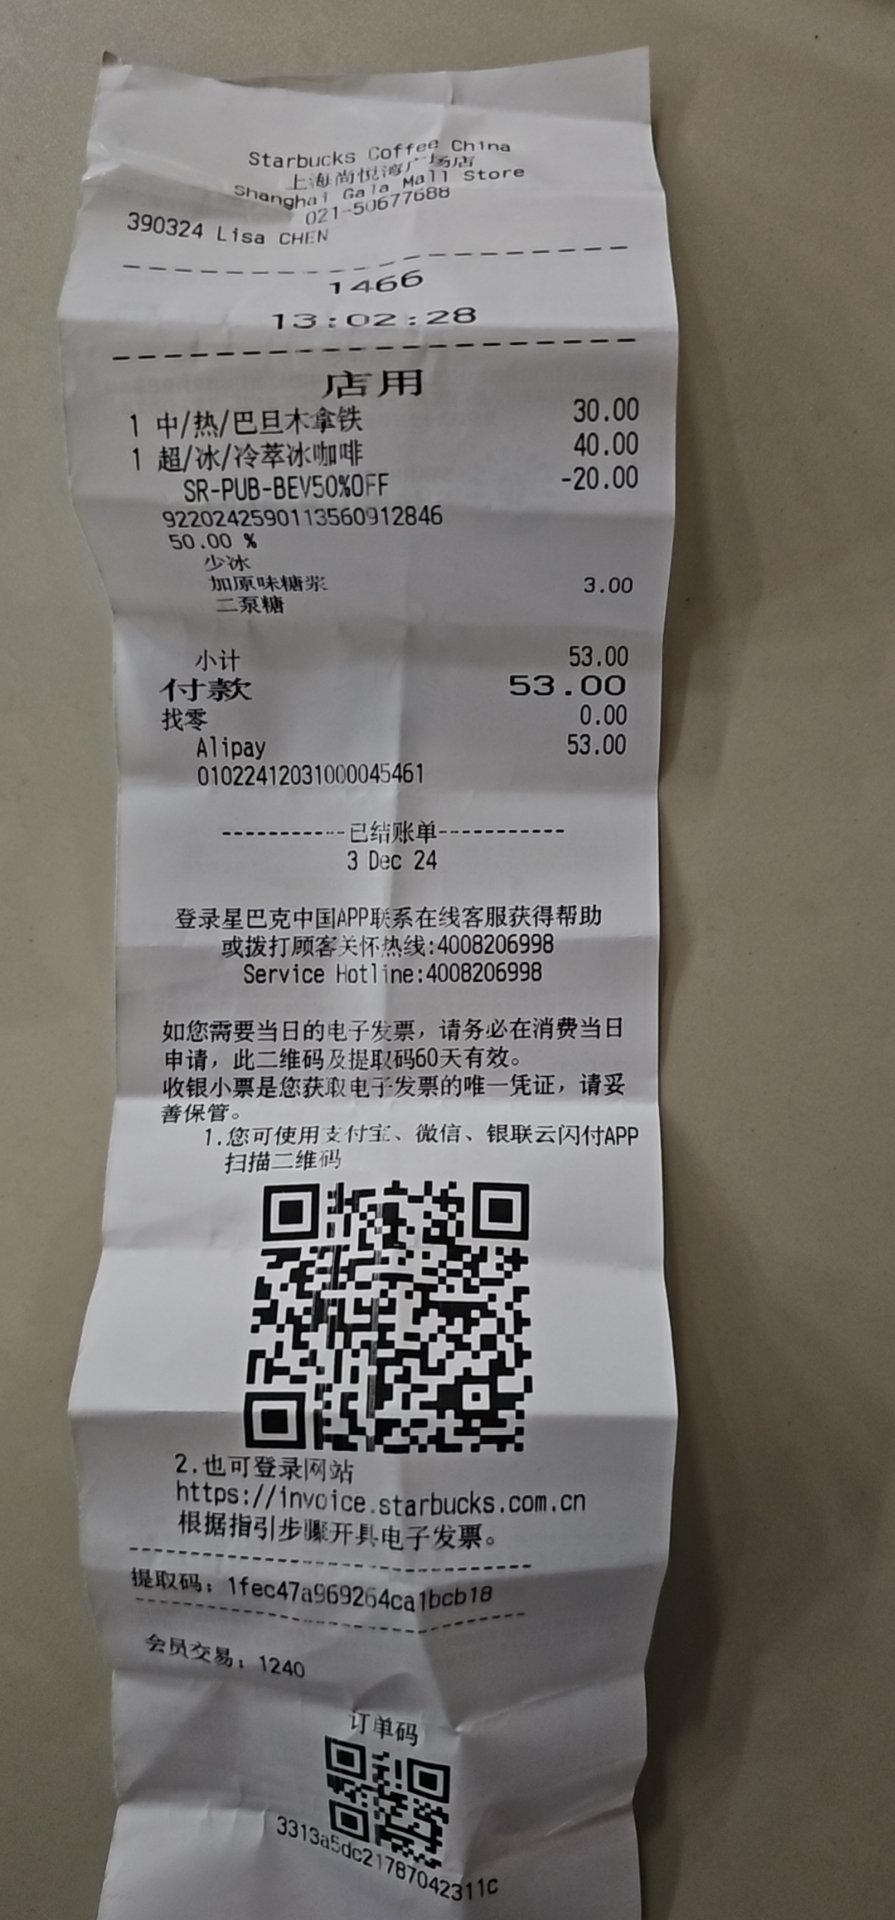 Starbucks Coffee China
上海尚悦湾广场店
Shanghai Gala Mall Store
021-50677688
390324 Lisa CHEN
1466
13:02:28
店用
1 中/热/巴旦木拿铁 30.00
1 超/冰/冷萃冰咖啡 40.00
SR-PUB-BEV50%OFF -20.00
9220242590113560912846
50.00 %
少冰
加原味糖浆 3.00
二泵糖
小计 53.00
付款 53.00
找零 0.00
Alipay 53.00
01022412031000045461
-----------已结账单-----------
3 Dec 24
登录星巴克中国APP联系在线客服获得帮助
或拨打顾客关怀热线:4008206998
Service Hotline:4008206998
如您需要当日的电子发票，请务必在消费当日
申请，此二维码及提取码60天有效。
收银小票是您获取电子发票的唯一凭证，请妥
善保管。
1.您可使用支付宝、微信、银联云闪付APP
扫描二维码
2.也可登录网站
https://invoice.starbucks.com.cn
根据指引步骤开具电子发票。
提取码：1fec47a969264ca1bcb18
会员交易：1240
订单码
3313a5dc21787042311c